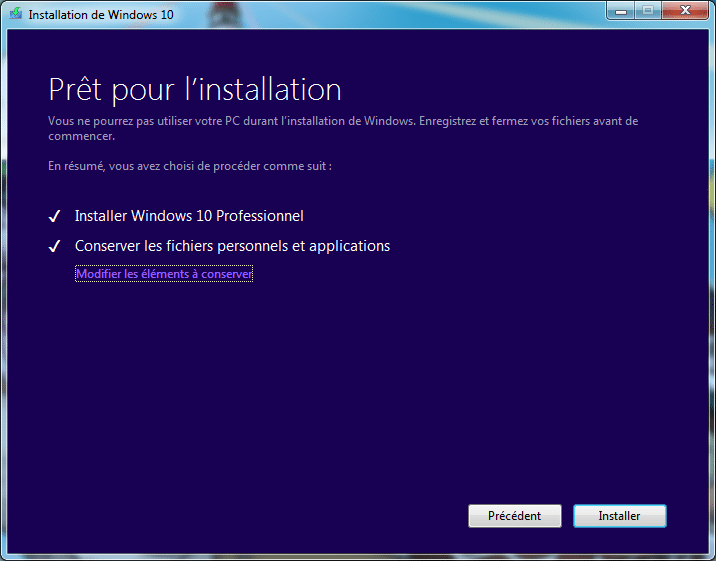 Installation de Windows 10
Prêt pour l'installation
Vous ne pourrez pas utiliser votre PC durant l'installation de Windows. Enregistrez et fermez vos fichiers avant de
commencer.
En résumé, vous avez choisi de procéder comme suit :
Installer Windows 10 Professionnel
Conserver les fichiers personnels et applications
Modifier les éléments à conserver
Précédent
Installer